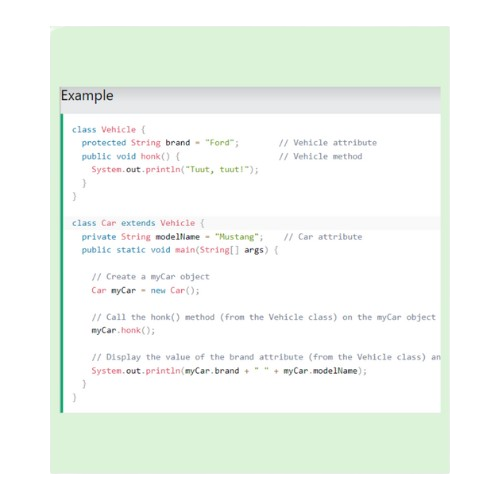 Example
class Vehicle {
protected String brand = "Ford"; // Vehicle attribute
public void honk() { // Vehicle method
System.out.println("Tuut, tuut!");
}
}
class Car extends Vehicle {
private String modelName = "Mustang"; // Car attribute
public static void main(String[] args) {
// Create a myCar object
Car myCar = new Car();
// Call the honk() method (from the Vehicle class) on the myCar object
myCar.honk();
// Display the value of the brand attribute (from the Vehicle class) an
System.out.println(myCar.brand + " " + myCar.modelName);
}
}